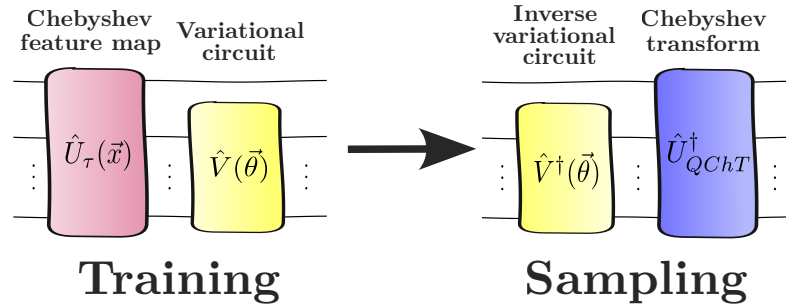 Chebyshev
feature map
Variational
circuit
Û_τ(x⃗)
V̂(θ⃗)
Training
Inverse
variational
circuit
Chebyshev
transform
V̂†(θ⃗)
Û†_QChT
Sampling